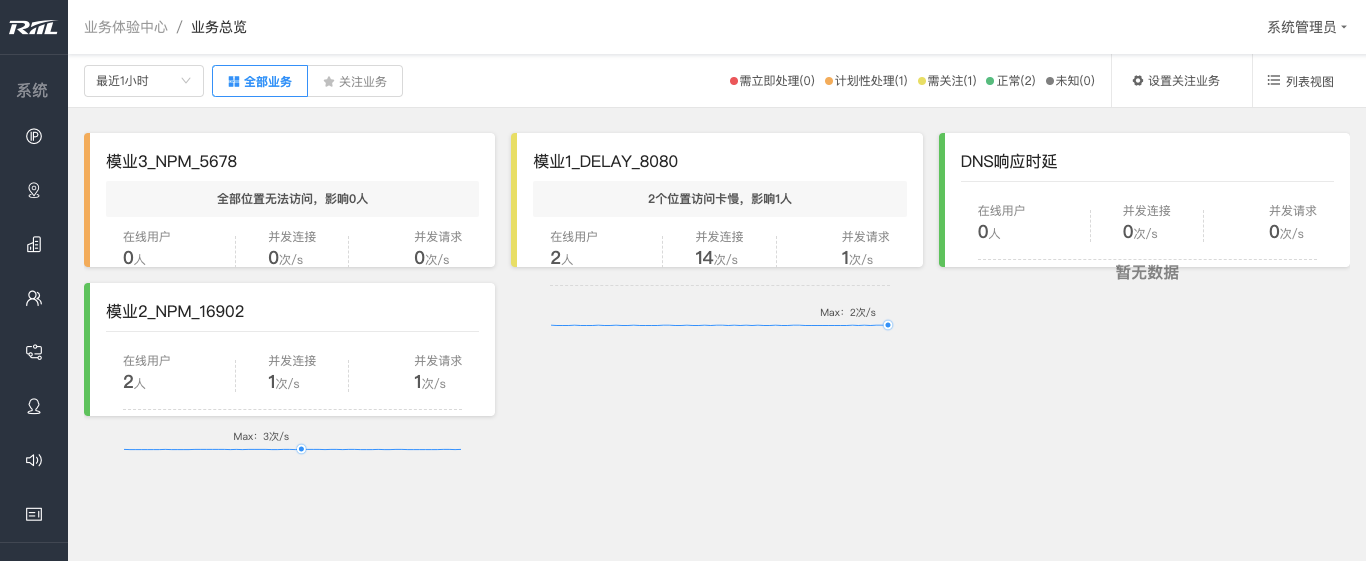 RIIL
业务体验中心 / 业务总览
系统管理员
系统
最近1小时
全部业务
关注业务
需立即处理(0) 计划性处理(1) 需关注(1) 正常(2) 未知(0)
设置关注业务
列表视图
模业3_NPM_5678
全部位置无法访问，影响0人
在线用户 并发连接 并发请求
0人 0次/s 0次/s
模业1_DELAY_8080
2个位置访问卡慢，影响1人
在线用户 并发连接 并发请求
2人 14次/s 1次/s
Max：2次/s
DNS响应时延
在线用户 并发连接 并发请求
0人 0次/s 0次/s
暂无数据
模业2_NPM_16902
在线用户 并发连接 并发请求
2人 1次/s 1次/s
Max：3次/s